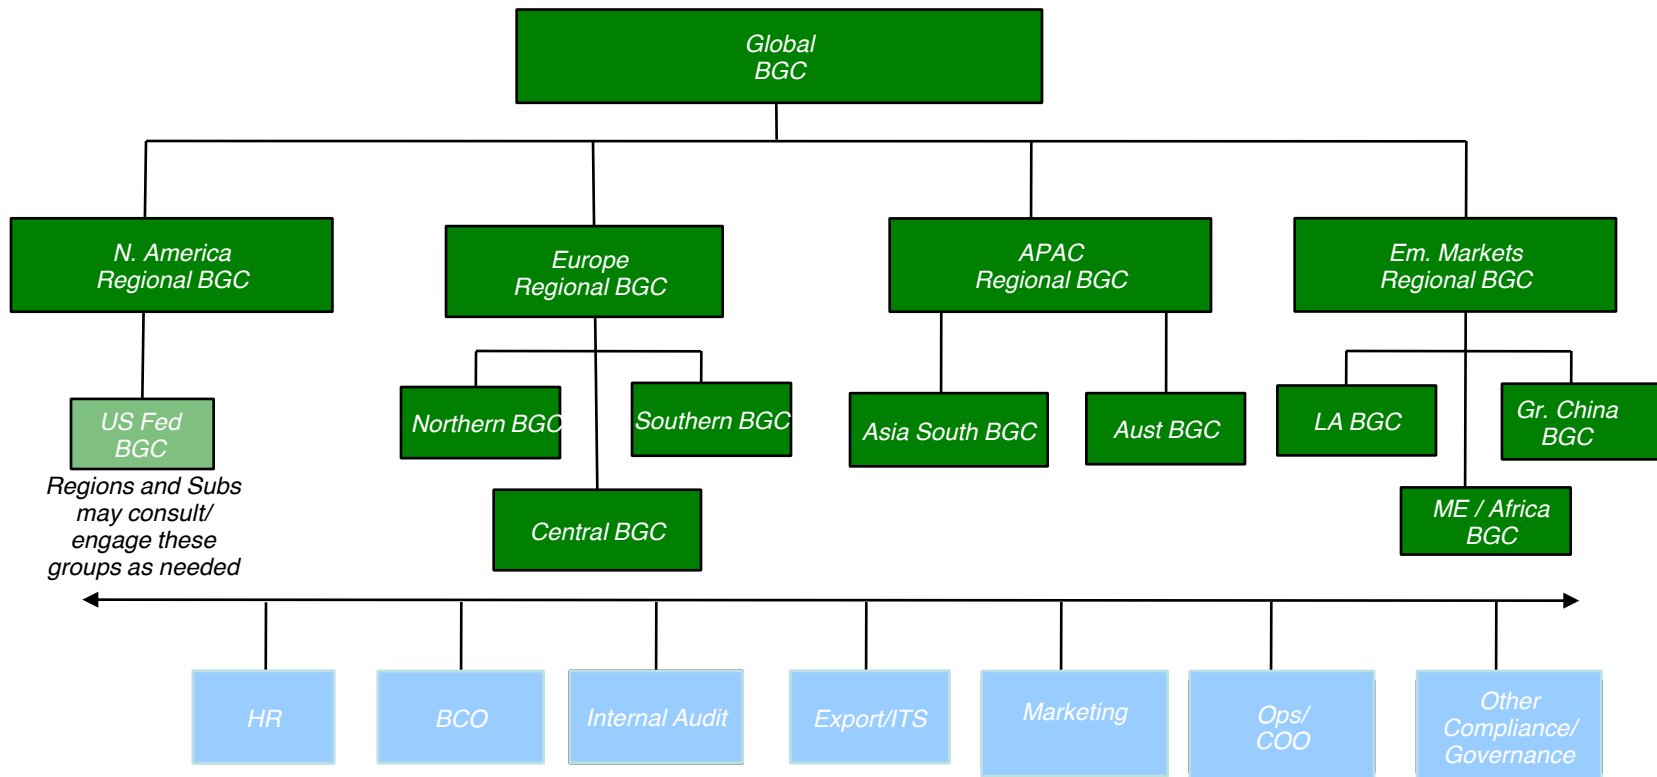 Global
BGC
N. America
Regional BGC
Europe
Regional BGC
APAC
Regional BGC
Em. Markets
Regional BGC
US Fed
BGC
Northern BGC
Southern BGC
Central BGC
Asia South BGC
Aust BGC
LA BGC
Gr. China
BGC
ME / Africa
BGC
Regions and Subs
may consult/
engage these
groups as needed
HR
BCO
Internal Audit
Export/ITS
Marketing
Ops/
COO
Other
Compliance/
Governance